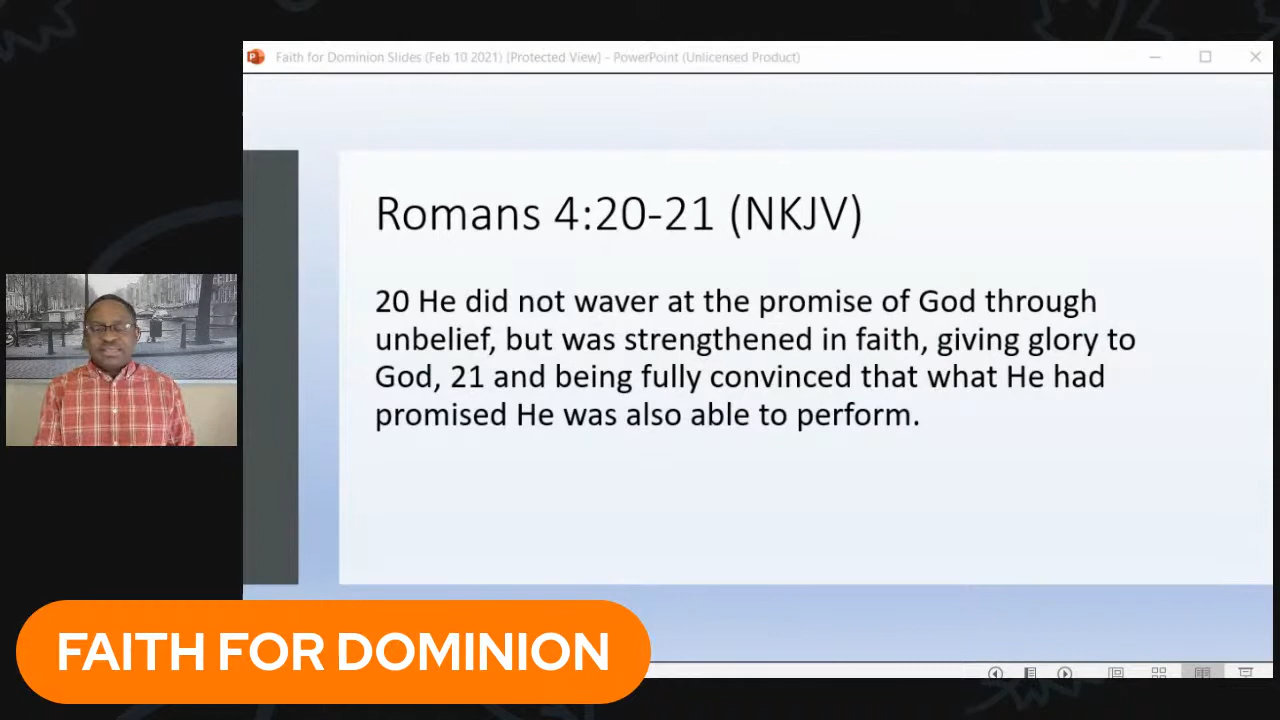 Faith for Dominion Slides (Feb 10 2021) [Protected View] - PowerPoint (Unlicensed Product)
Romans 4:20-21 (NKJV)
20 He did not waver at the promise of God through
unbelief, but was strengthened in faith, giving glory to
God, 21 and being fully convinced that what He had
promised He was also able to perform.
FAITH FOR DOMINION